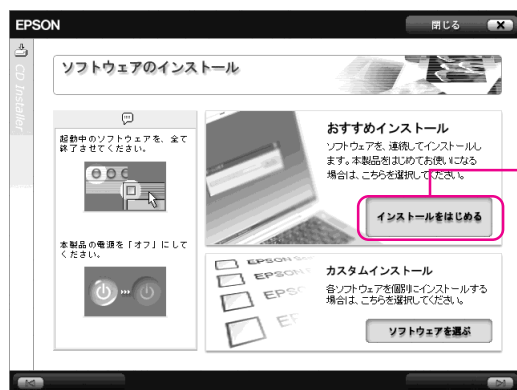 EPSON
閉じる
CD Installer
ソフトウェアのインストール
起動中のソフトウェアを、全て
終了させてください。
本製品の電源を「オフ」にして
ください。
おすすめインストール
ソフトウェアを、連続してインストールし
ます。本製品をはじめてお使いになる
場合は、こちらを選択してください。
インストールをはじめる
EPSON
EPSON
EPSO
EP
カスタムインストール
各ソフトウェアを個別にインストールする
場合は、こちらを選択してください。
ソフトウェアを選ぶ